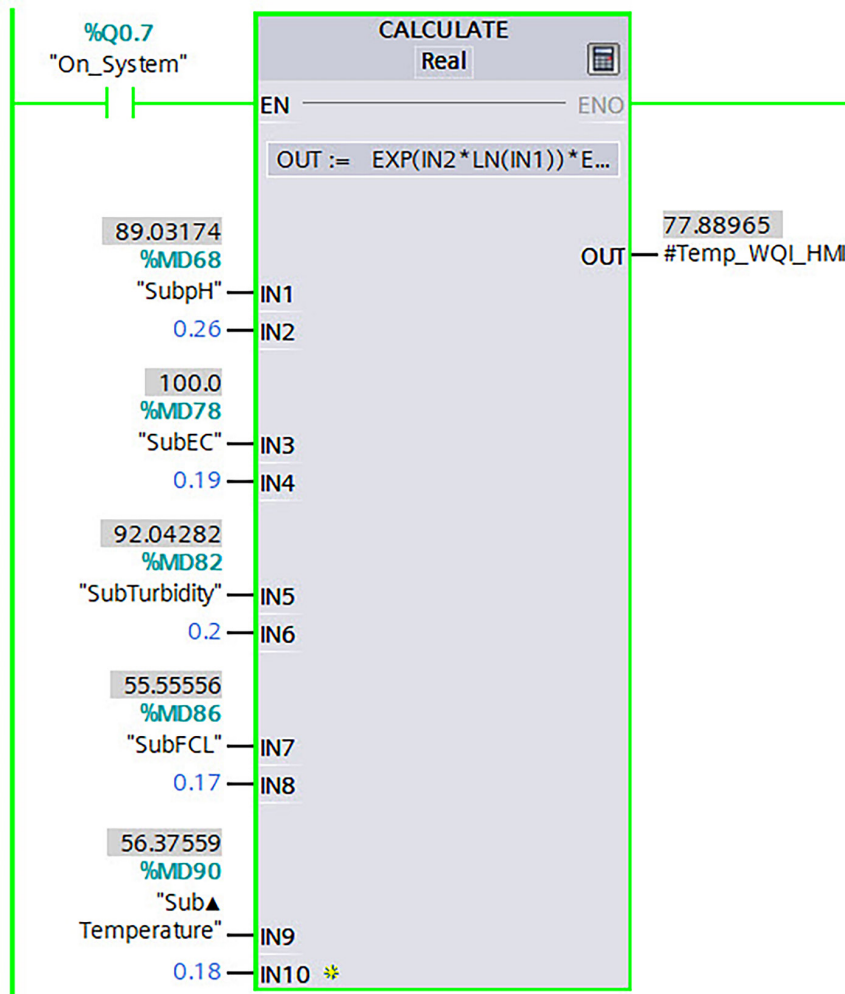 %Q0.7
"On_System"
CALCULATE
Real
EN
ENO
OUT := EXP(IN2*LN(IN1))*E...
89.03174
%MD68
"SubpH"
IN1
0.26
IN2
77.88965
OUT
#Temp_WQI_HMI
100.0
%MD78
"SubEC"
IN3
0.19
IN4
92.04282
%MD82
"SubTurbidity"
IN5
0.2
IN6
55.55556
%MD86
"SubFCL"
IN7
0.17
IN8
56.37559
%MD90
"Sub▲
Temperature"
IN9
0.18
IN10